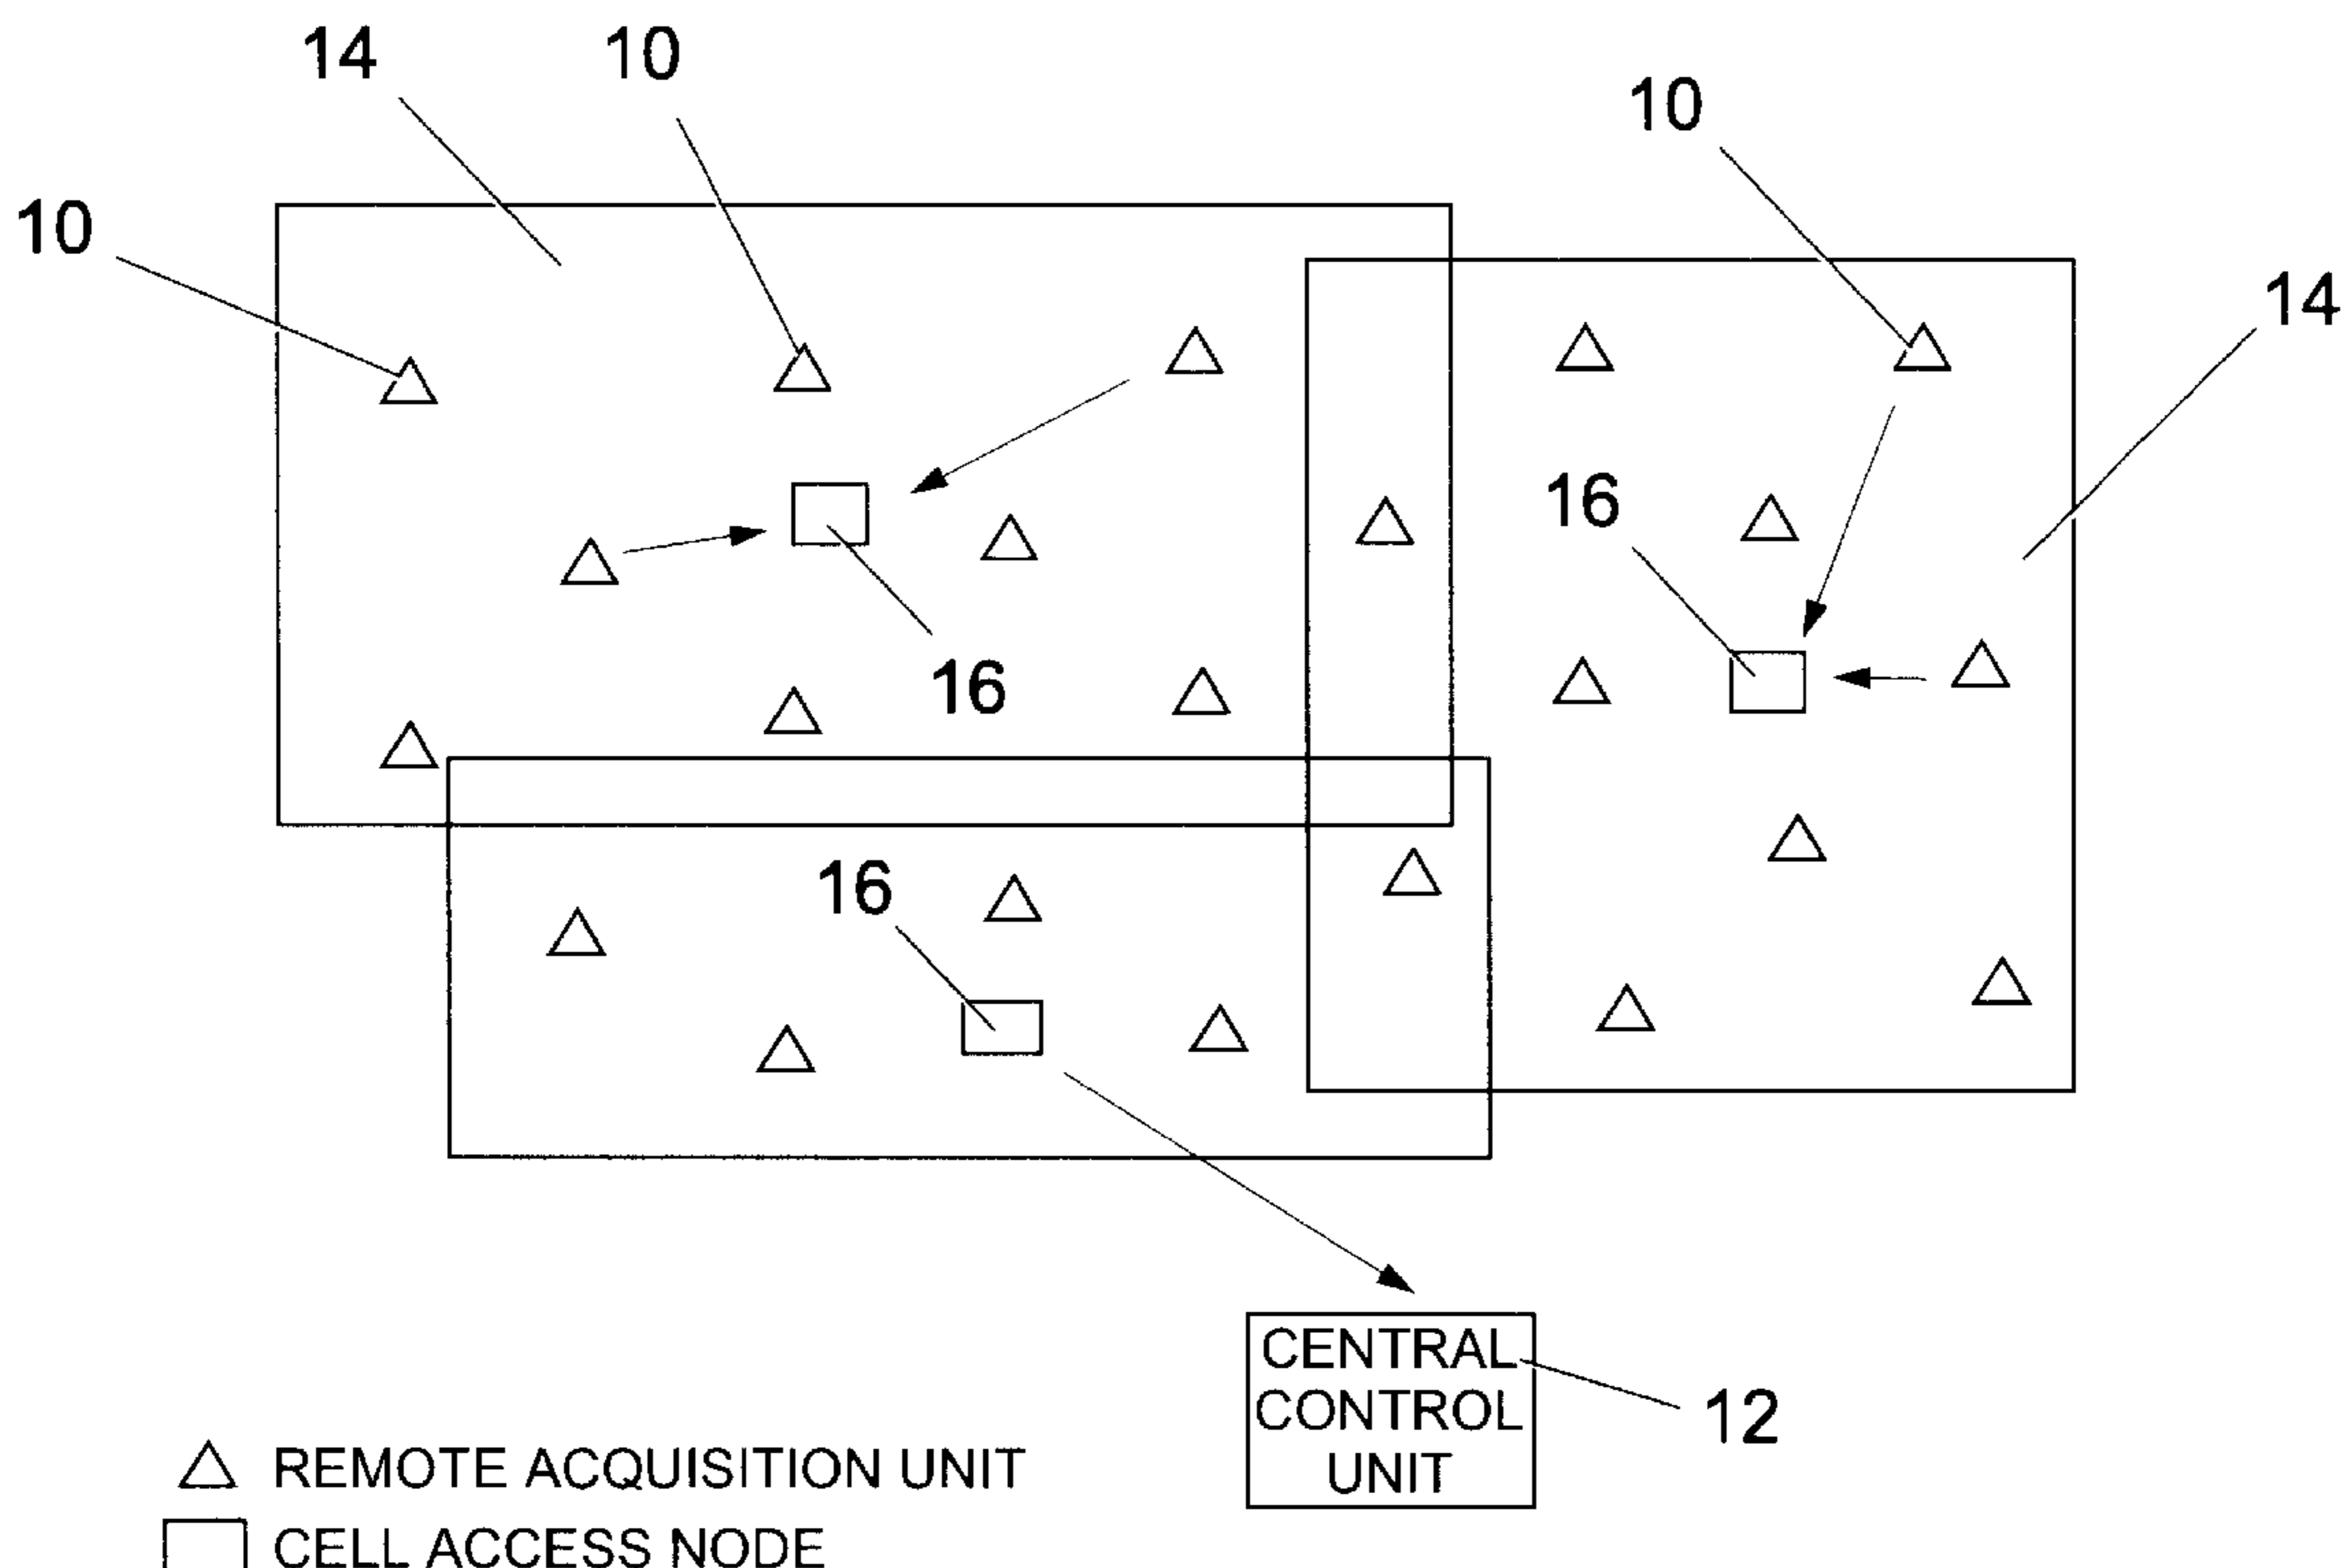 14
10
10
10
14
16
16
16
CENTRAL
CONTROL
UNIT
12
REMOTE ACQUISITION UNIT
CELL ACCESS NODE